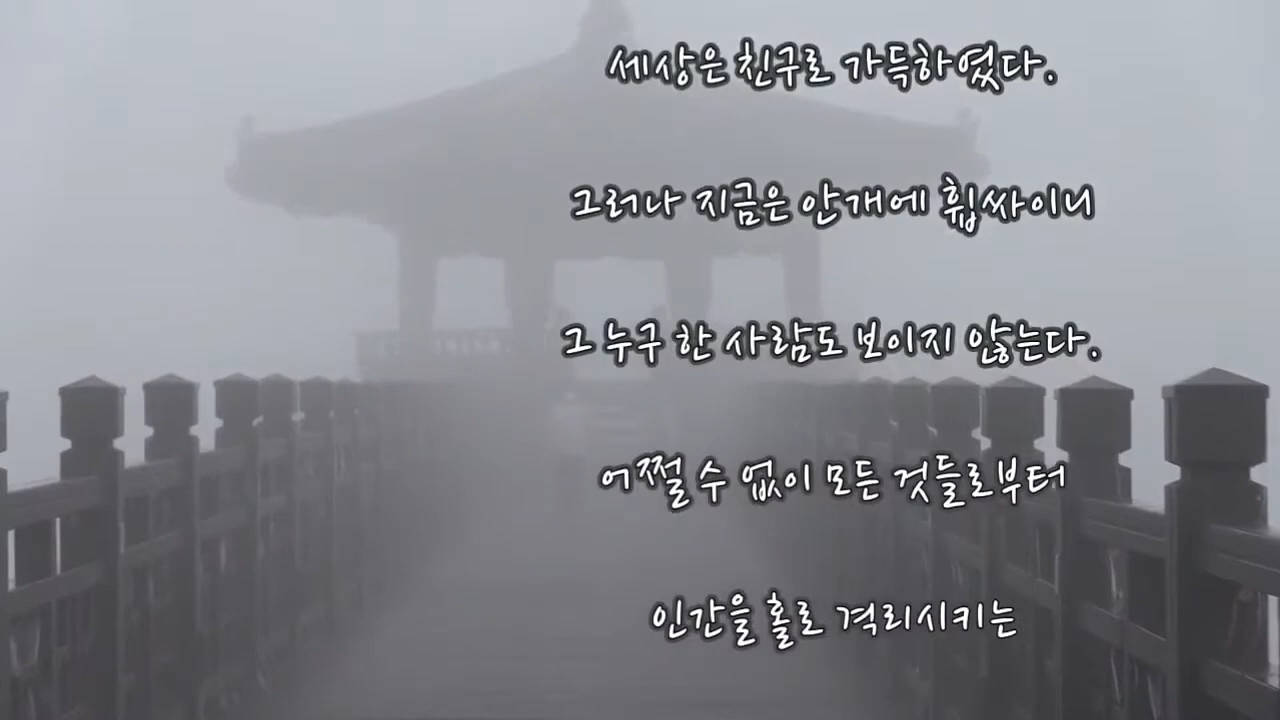 세상은 친구로 가득하였다.
그러나 지금은 안개에 휩싸이니
그 누구 한 사람도 보이지 않는다.
어쩔 수 없이 모든 것들로부터
인간을 홀로 격리시키는